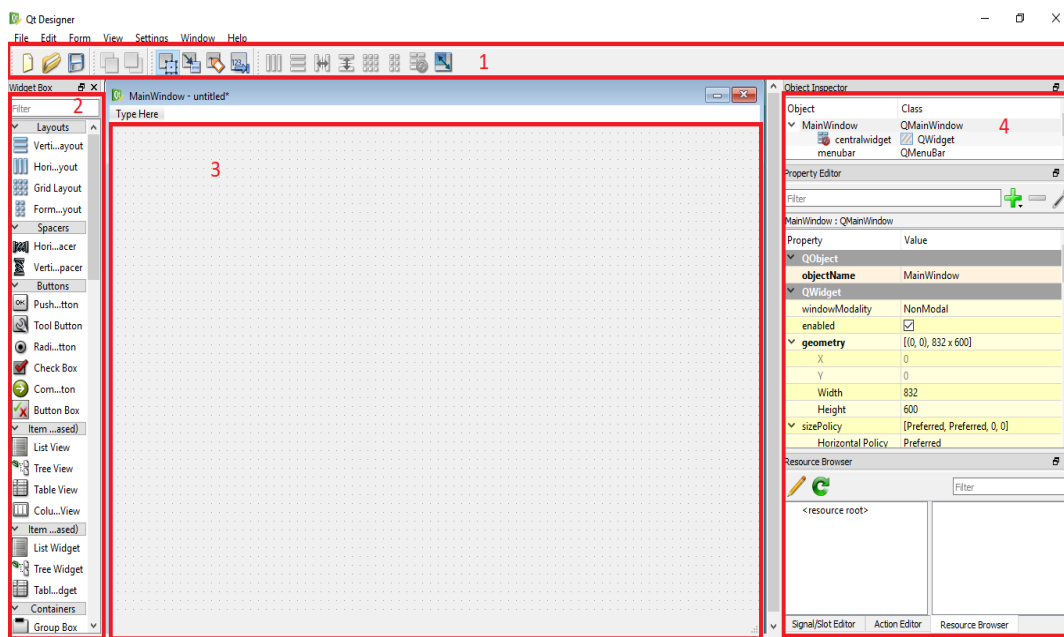 Qt Designer
File Edit Form View Settings Window Help
1
Widget Box
2
Filter
Layouts
Verti...ayout
Hori...yout
Grid Layout
Form...yout
Spacers
Hori...acer
Verti...pacer
Buttons
Push...tton
Tool Button
Radi...tton
Check Box
Com...ton
Button Box
Item ...ased)
List View
Tree View
Table View
Colu...View
Item ...ased)
List Widget
Tree Widget
Tabl...dget
Containers
Group Box
MainWindow - untitled*
Type Here
3
Object Inspector
Object Class
4
MainWindow QMainWindow
centralwidget QWidget
menubar QMenuBar
Property Editor
Filter
MainWindow : QMainWindow
Property Value
QObject
objectName MainWindow
QWidget
windowModality NonModal
enabled
geometry [(0, 0), 832 x 600]
X 0
Y 0
Width 832
Height 600
sizePolicy [Preferred, Preferred, 0, 0]
Horizontal Policy Preferred
Resource Browser
Filter
<resource root>
Signal/Slot Editor Action Editor Resource Browser